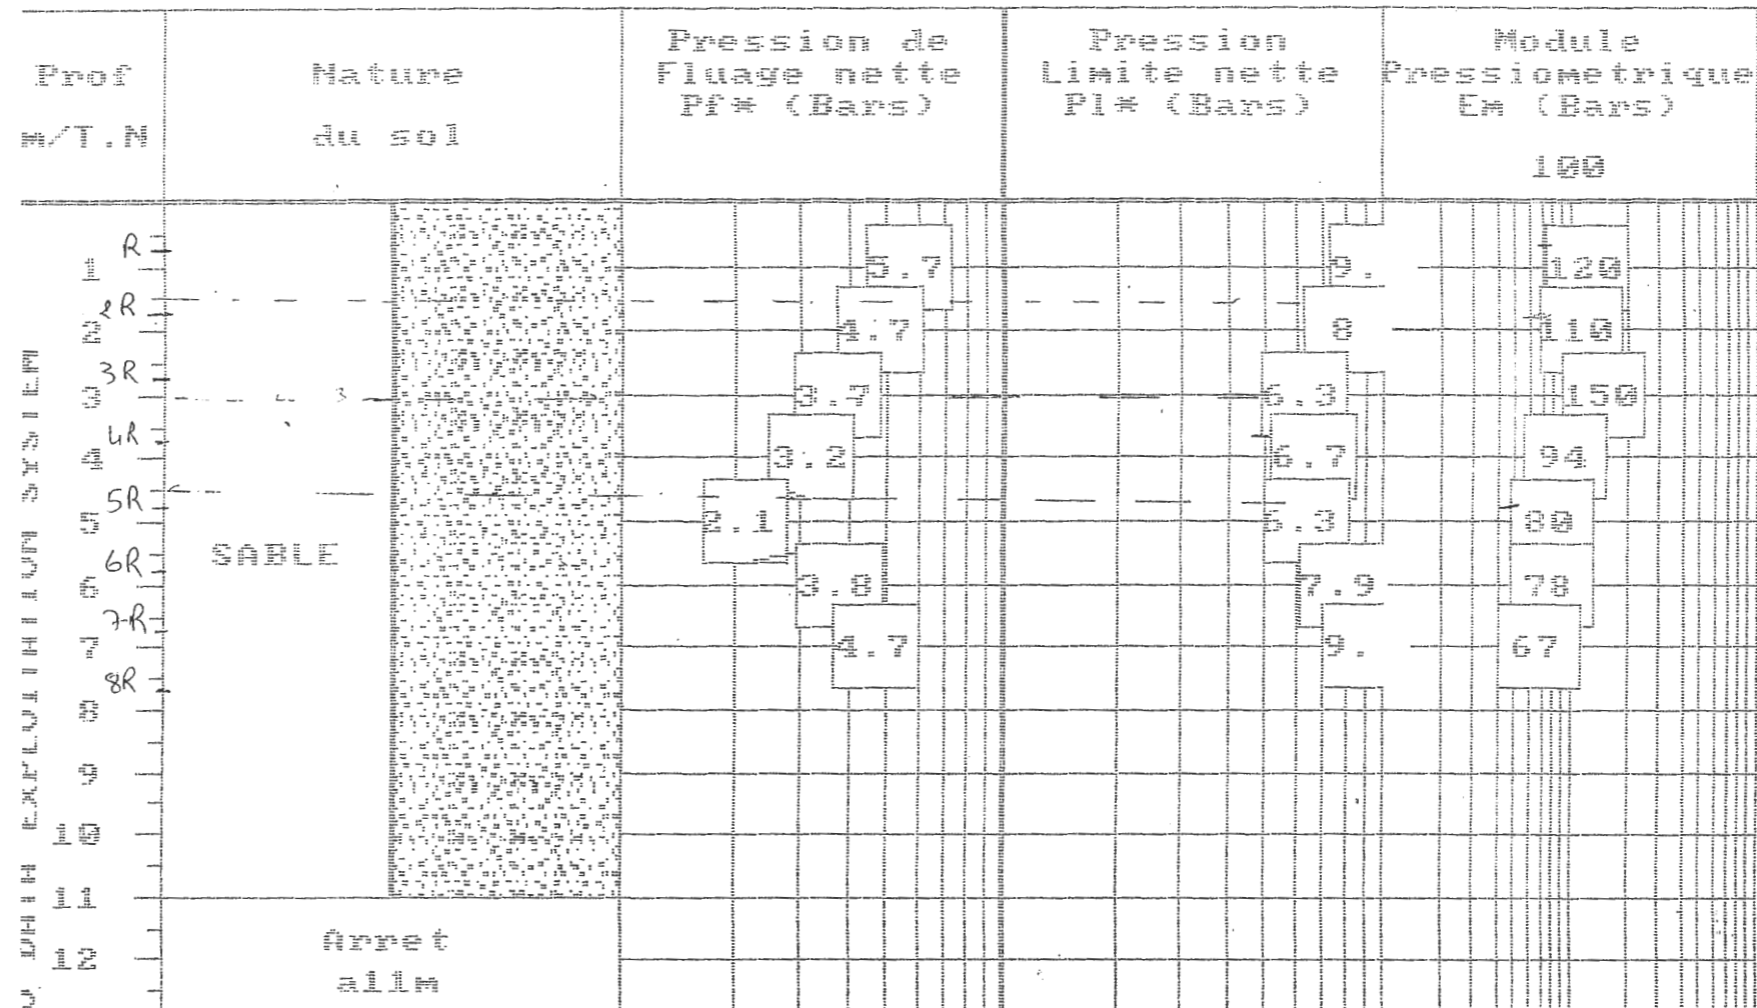 Prof
m/T.N
Nature
du sol
Pression de
Fluage nette
Pf* (Bars)
Pression
Limite nette
Pl* (Bars)
Module
Pressiometrique
Em (Bars)
100
R
1
5.7
9.
120
2R
2
4.7
8
110
3R
3
3
3.7
6.3
150
4R
4
3.2
6.7
94
5R
5
2.1
6.3
80
6R
SABLE
6
3.8
7.9
78
7R
7
4.7
9.
67
8R
8
9
10
11
12
Arret
a11m